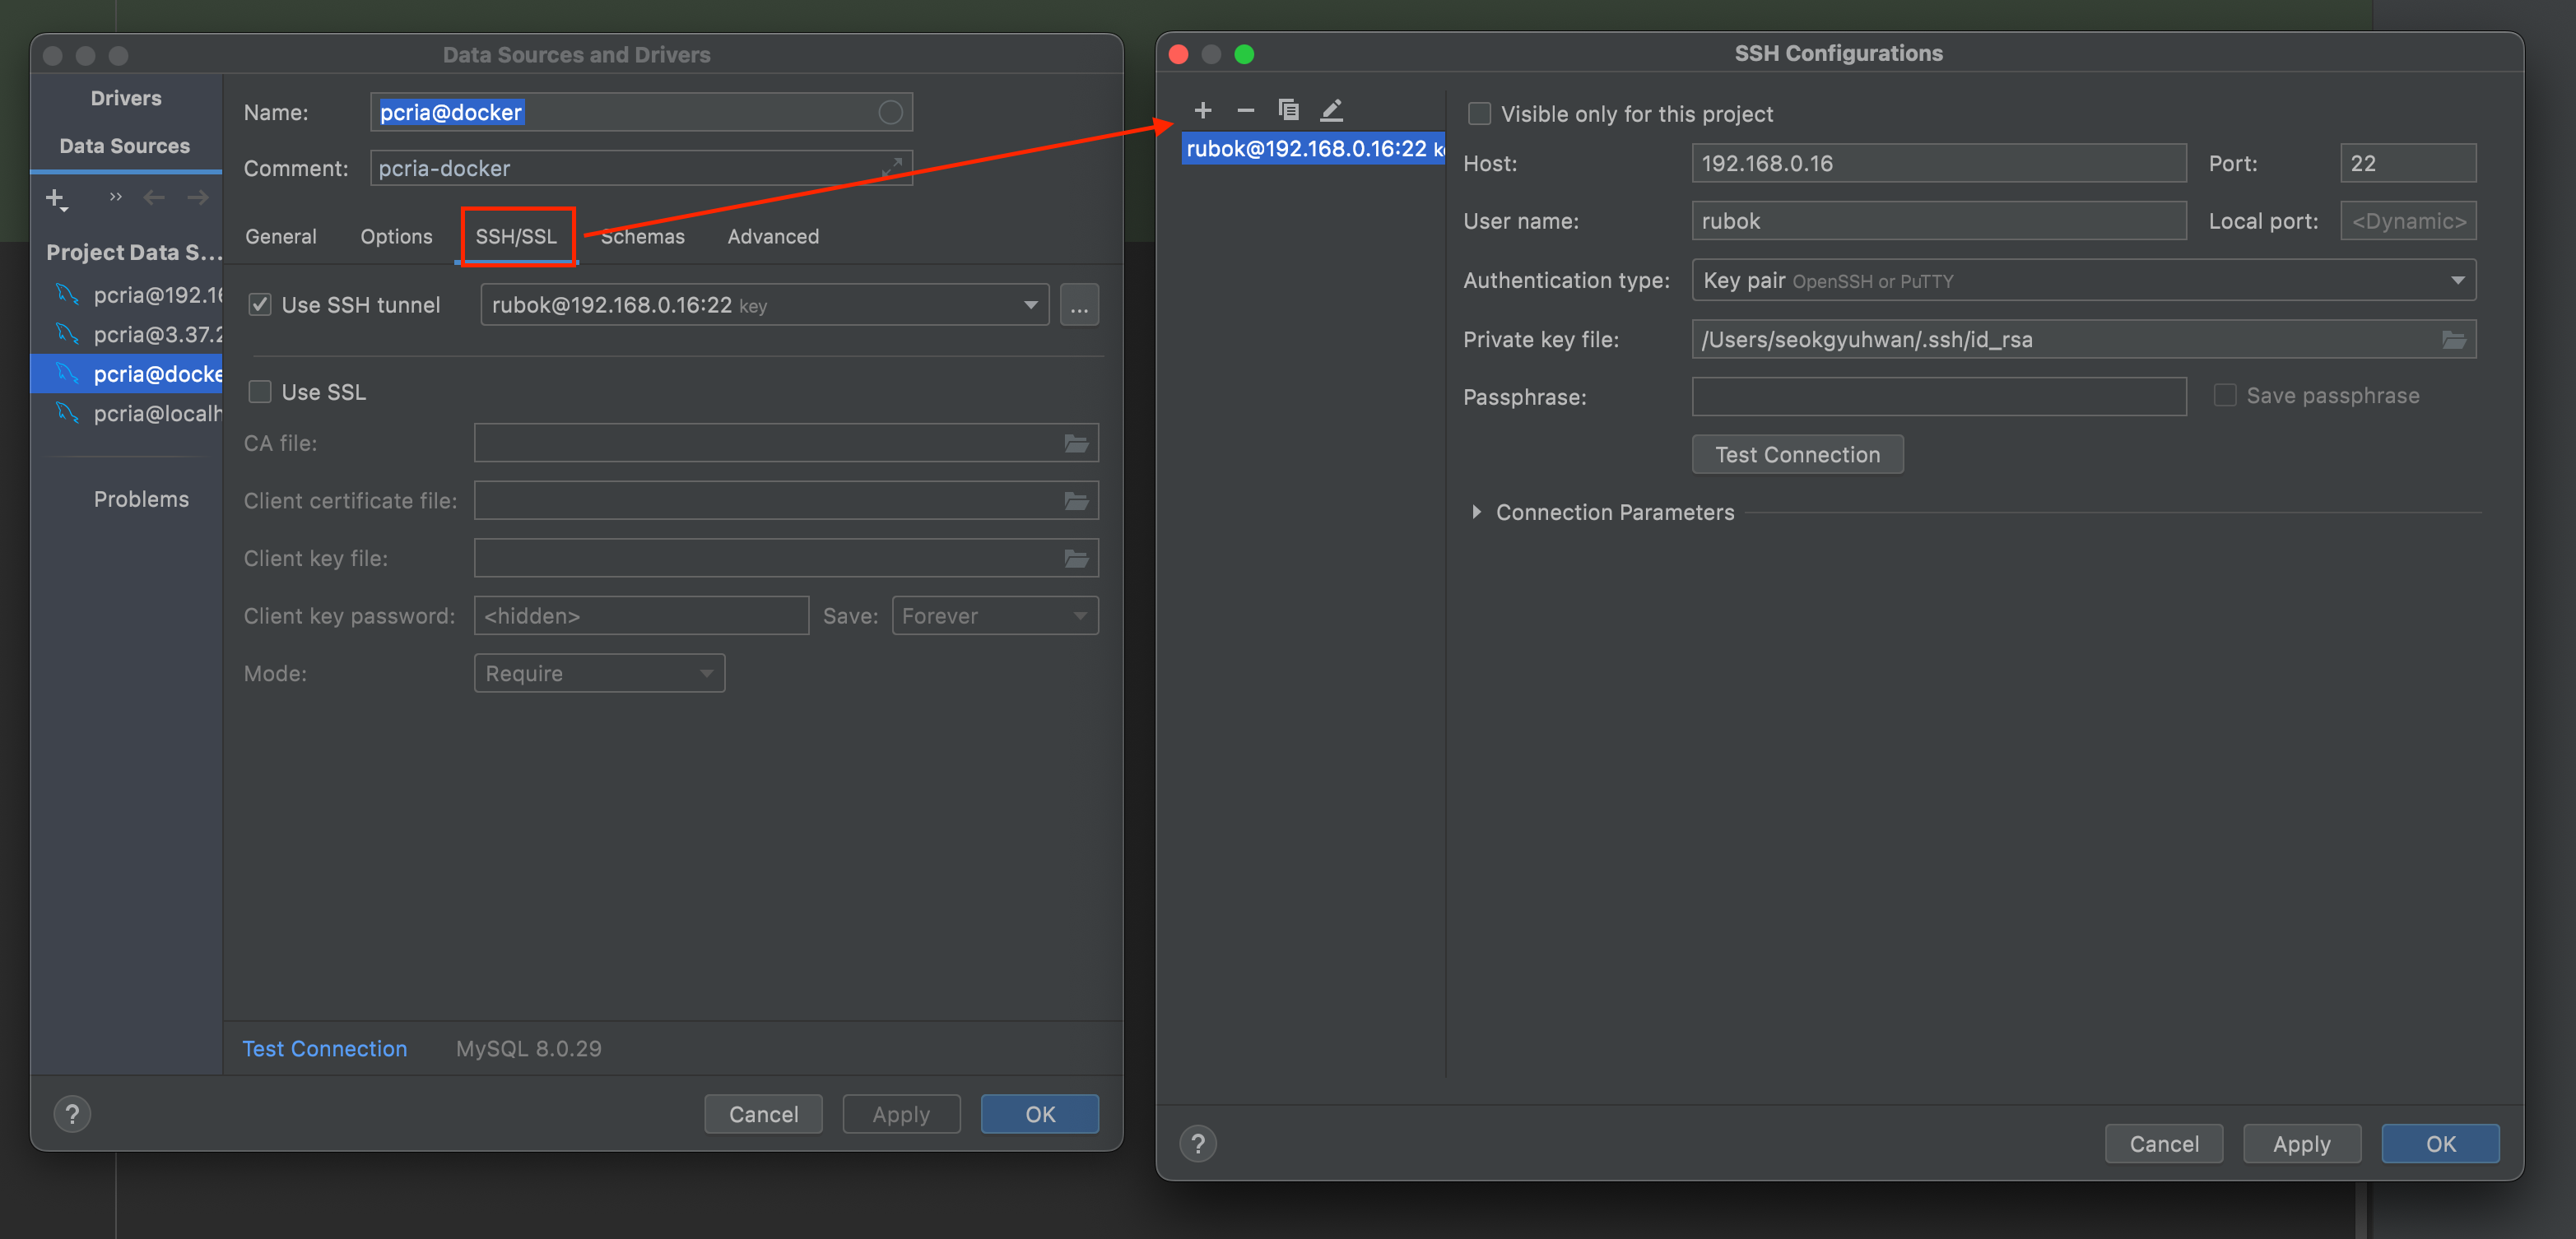 Data Sources and Drivers
Drivers
Data Sources
Project Data S...
pcria@192.16
pcria@3.37.2
pcria@docke
pcria@localh
Problems
Name:
pcria@docker
Comment:
pcria-docker
General
Options
SSH/SSL
Schemas
Advanced
Use SSH tunnel
rubok@192.168.0.16:22 key
...
Use SSL
CA file:
Client certificate file:
Client key file:
Client key password:
<hidden>
Save:
Forever
Mode:
Require
Test Connection
MySQL 8.0.29
?
Cancel
Apply
OK
SSH Configurations
rubok@192.168.0.16:22 k
Visible only for this project
Host:
192.168.0.16
Port:
22
User name:
rubok
Local port:
<Dynamic>
Authentication type:
Key pair OpenSSH or PuTTY
Private key file:
/Users/seokgyuhwan/.ssh/id_rsa
Passphrase:
Save passphrase
Test Connection
Connection Parameters
?
Cancel
Apply
OK